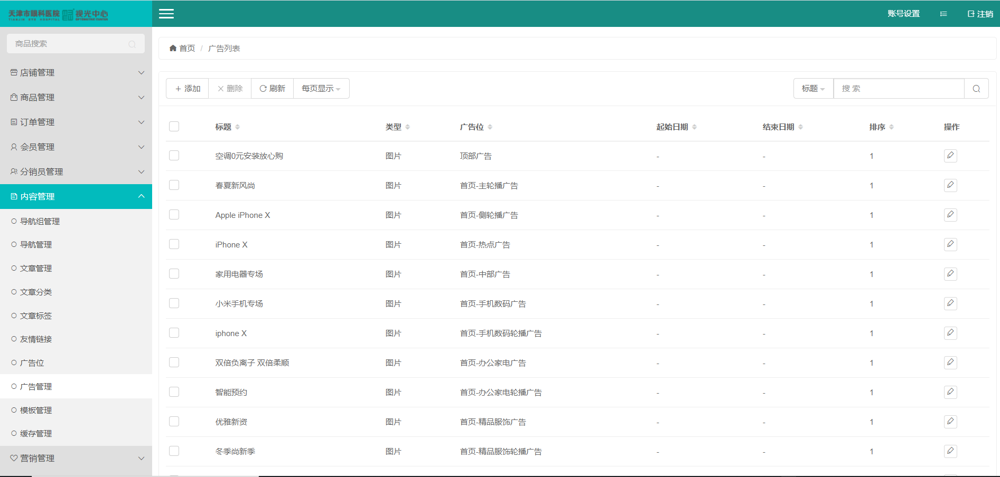 天津市眼科医院 视光中心
TIANJIN EYE HOSPITAL OPTOMETRIC CENTER
账号设置
注销
商品搜索
店铺管理
商品管理
订单管理
会员管理
分销员管理
内容管理
导航组管理
导航管理
文章管理
文章分类
文章标签
友情链接
广告位
广告管理
模板管理
缓存管理
营销管理
首页 / 广告列表
添加 删除 刷新 每页显示 标题 搜 索
标题 类型 广告位 起始日期 结束日期 排序 操作
空调0元安装放心购 图片 顶部广告 - - 1
春夏新风尚 图片 首页-主轮播广告 - - 1
Apple iPhone X 图片 首页-侧轮播广告 - - 1
iPhone X 图片 首页-热点广告 - - 1
家用电器专场 图片 首页-中部广告 - - 1
小米手机专场 图片 首页-手机数码广告 - - 1
iphone X 图片 首页-手机数码轮播广告 - - 1
双倍负离子 双倍柔顺 图片 首页-办公家电广告 - - 1
智能预约 图片 首页-办公家电轮播广告 - - 1
优雅新资 图片 首页-精品服饰广告 - - 1
冬季尚新季 图片 首页-精品服饰轮播广告 - - 1